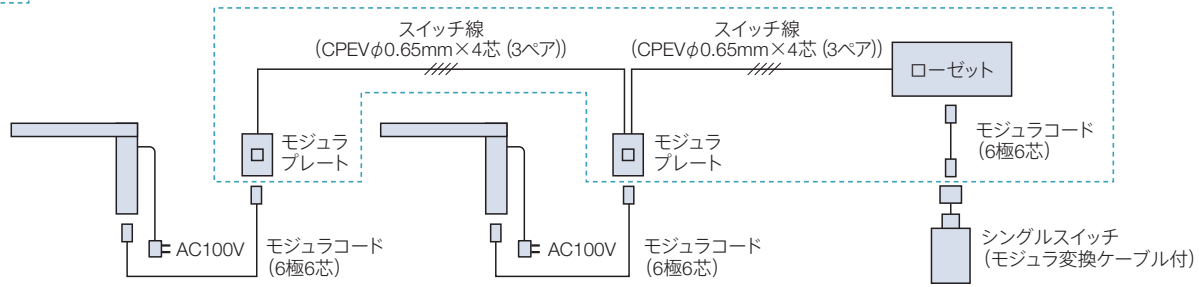 スイッチ線
（CPEVφ0.65mm×4芯（3ペア））
スイッチ線
（CPEVφ0.65mm×4芯（3ペア））
ローゼット
モジュラ
プレート
モジュラ
プレート
モジュラコード
（6極6芯）
AC100V
モジュラコード
（6極6芯）
AC100V
モジュラコード
（6極6芯）
シングルスイッチ
（モジュラ変換ケーブル付）